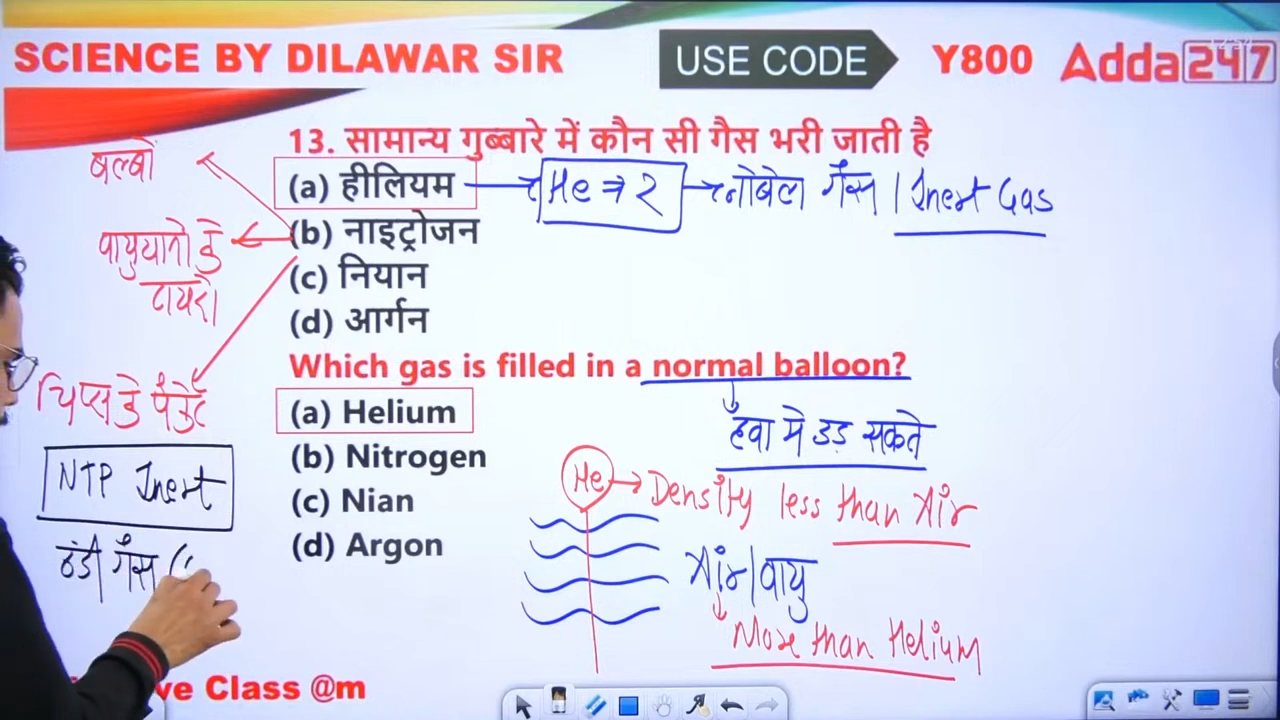 SCIENCE BY DILAWAR SIR
USE CODE
Y800
Adda247
13. सामान्य गुब्बारे में कौन सी गैस भरी जाती है
(a) हीलियम
He ⇒ 2
नोबेल गैस | Inert Gas
(b) नाइट्रोजन
(c) नियान
(d) आर्गन
बल्बों
वायुयानो के
टायरों
चिप्स के पैकेट
NTP Inert
ठंडी गैस (
Which gas is filled in a normal balloon?
(a) Helium
(b) Nitrogen
(c) Nian
(d) Argon
हवा मे उड़ सकते
He
Density less than Air
Air | वायु
More than Helium
ve Class @m